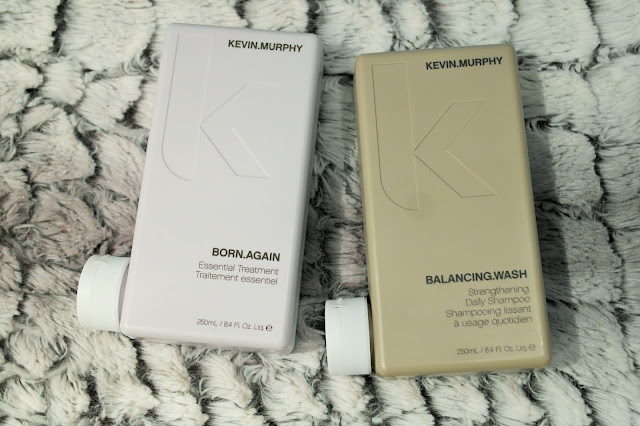 KEVIN.MURPHY
BORN.AGAIN
Essential Treatment
Traitement essentiel
250mL / 8.4 Fl. Oz. Liq. e
KEVIN.MURPHY
BALANCING.WASH
Strengthening
Daily Shampoo
Shampooing lissant
à usage quotidien
250mL / 8.4 Fl. Oz. Liq. e